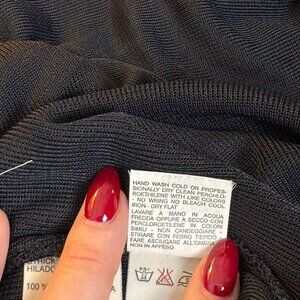 HAND WASH COLD OR PROFES-
SIONALLY DRY CLEAN PERCHLO-
ROETHILENE WITH LIKE COLORS
- NO WRING NO BLEACH COOL
IRON - DRY FLAT
LAVARE A MANO IN ACQUA
FREDDA OPPURE A SECCO CON
PERCLOROETILENE IN COLORI
SIMILI - NON CANDEGGIARE -
STIRARE CON FERRO TIEPIDO
FARE ASCIUGARE ALL'OMBRA
NON IN APPESO
HILADO
100 %